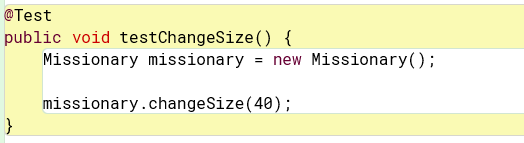 @Test
public void testChangeSize() {
    Missionary missionary = new Missionary();

    missionary.changeSize(40);
}